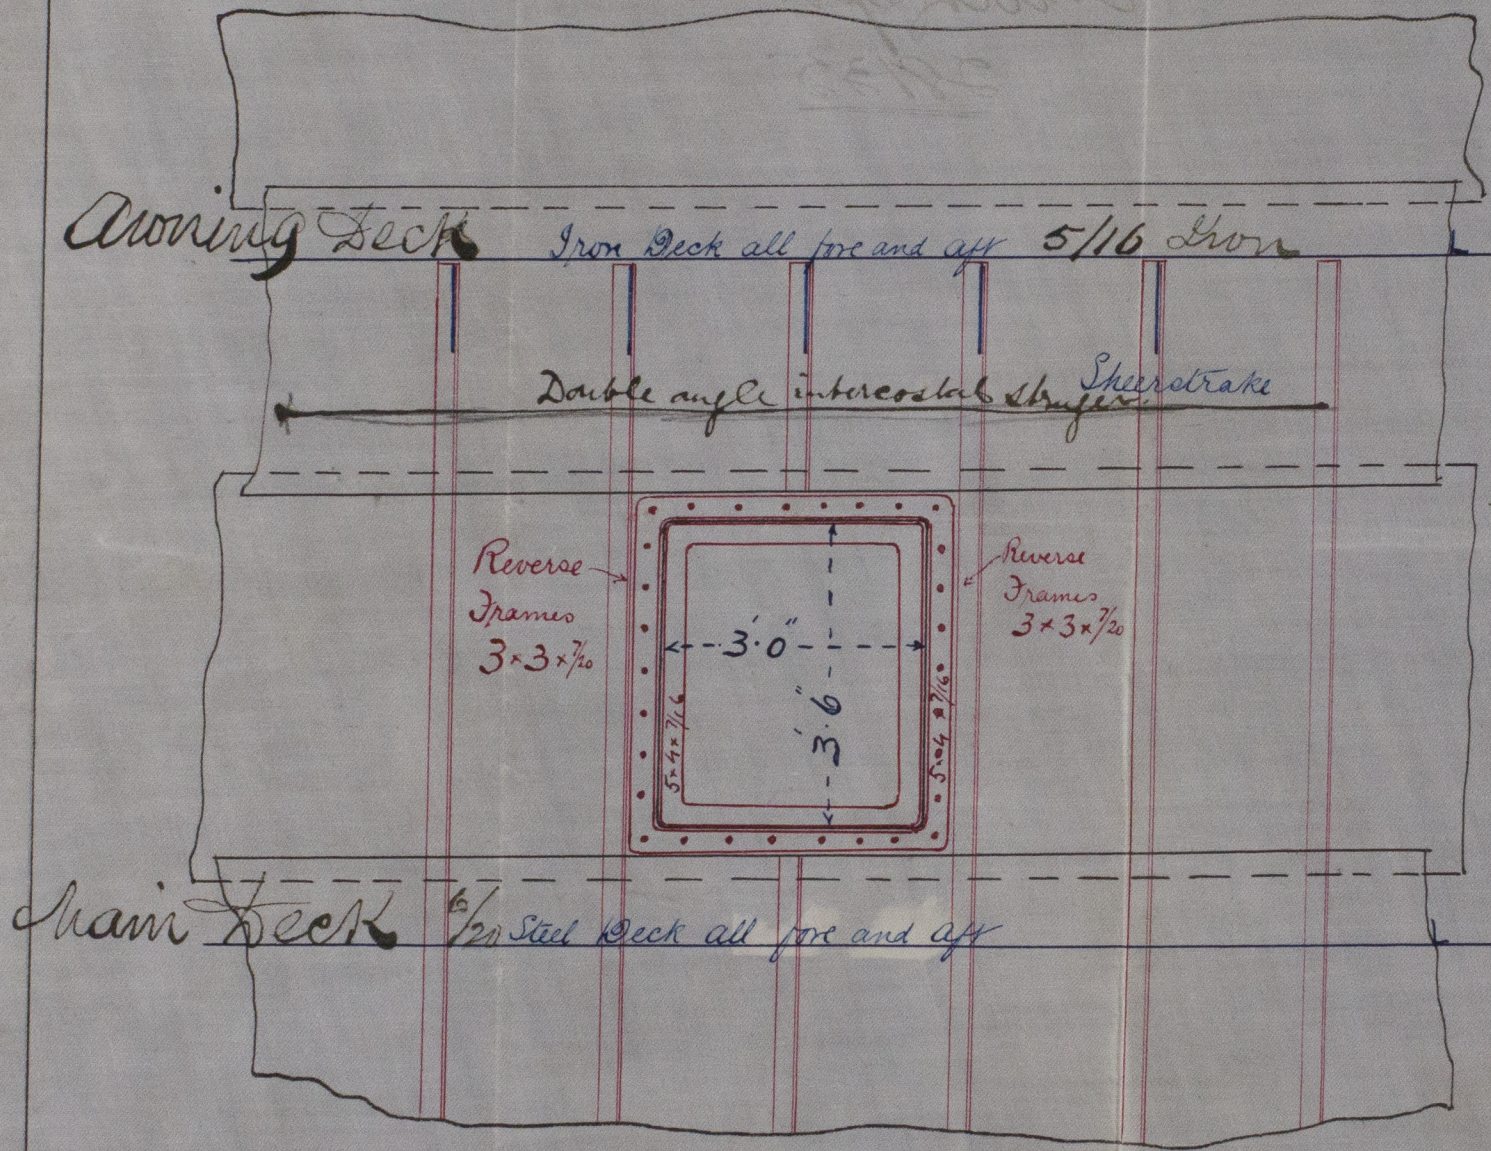 Awning Deck Iron Deck all fore and aft 5/16 Iron
Double angle intercostal stringer Sheerstrake
Reverse
Frames
3 × 3 × 7/20
Reverse
Frames
3 × 3 × 7/20
3'.0"
3'.6"
5 × 4 × 7/16
5 × 4 × 7/16
Main Deck 6/20 Steel Deck all fore and aft